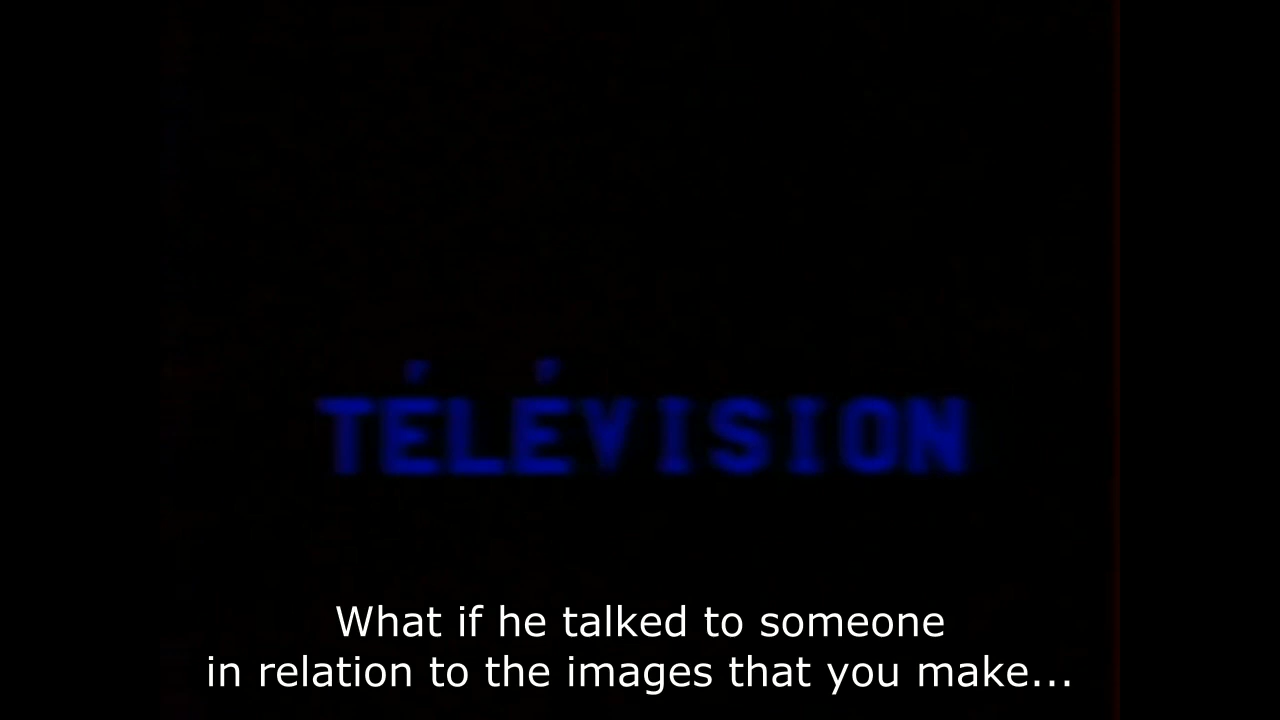 TÉLÉVISION
What if he talked to someone
in relation to the images that you make...